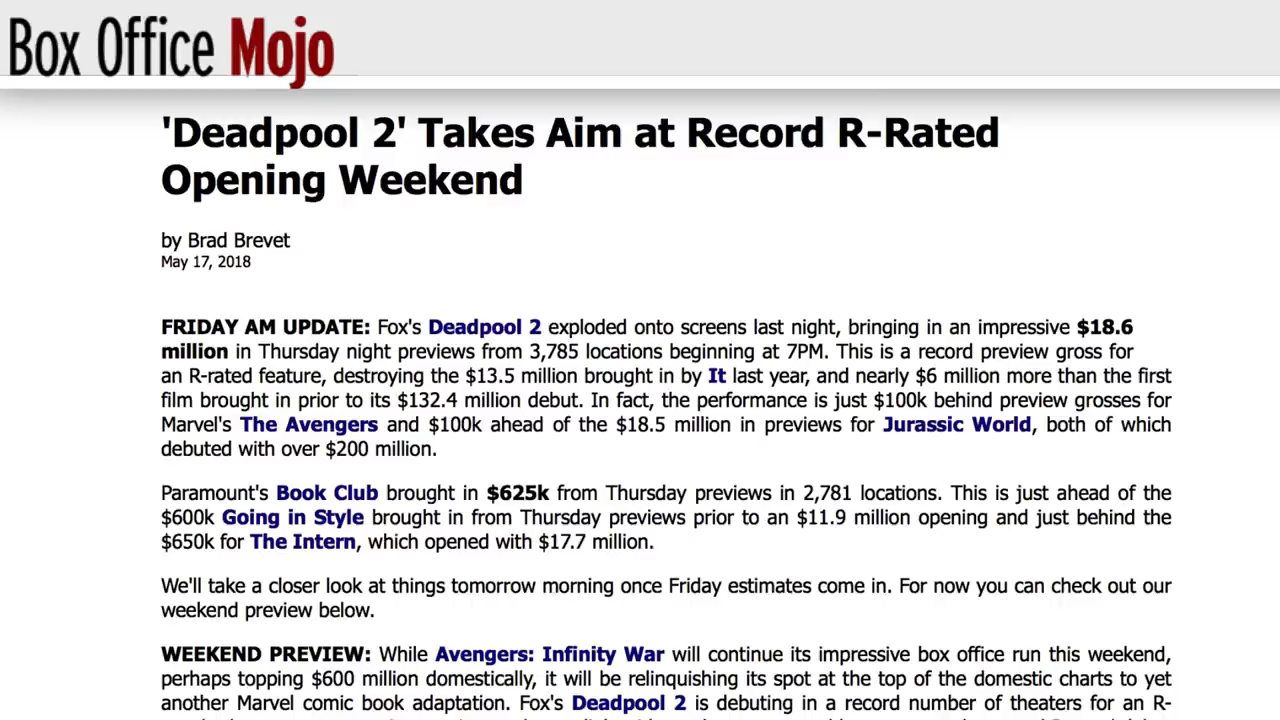 Box Office Mojo
'Deadpool 2' Takes Aim at Record R-Rated
Opening Weekend
by Brad Brevet
May 17, 2018
FRIDAY AM UPDATE: Fox's Deadpool 2 exploded onto screens last night, bringing in an impressive $18.6
million in Thursday night previews from 3,785 locations beginning at 7PM. This is a record preview gross for
an R-rated feature, destroying the $13.5 million brought in by It last year, and nearly $6 million more than the first
film brought in prior to its $132.4 million debut. In fact, the performance is just $100k behind preview grosses for
Marvel's The Avengers and $100k ahead of the $18.5 million in previews for Jurassic World, both of which
debuted with over $200 million.
Paramount's Book Club brought in $625k from Thursday previews in 2,781 locations. This is just ahead of the
$600k Going in Style brought in from Thursday previews prior to an $11.9 million opening and just behind the
$650k for The Intern, which opened with $17.7 million.
We'll take a closer look at things tomorrow morning once Friday estimates come in. For now you can check out our
weekend preview below.
WEEKEND PREVIEW: While Avengers: Infinity War will continue its impressive box office run this weekend,
perhaps topping $600 million domestically, it will be relinquishing its spot at the top of the domestic charts to yet
another Marvel comic book adaptation. Fox's Deadpool 2 is debuting in a record number of theaters for an R-